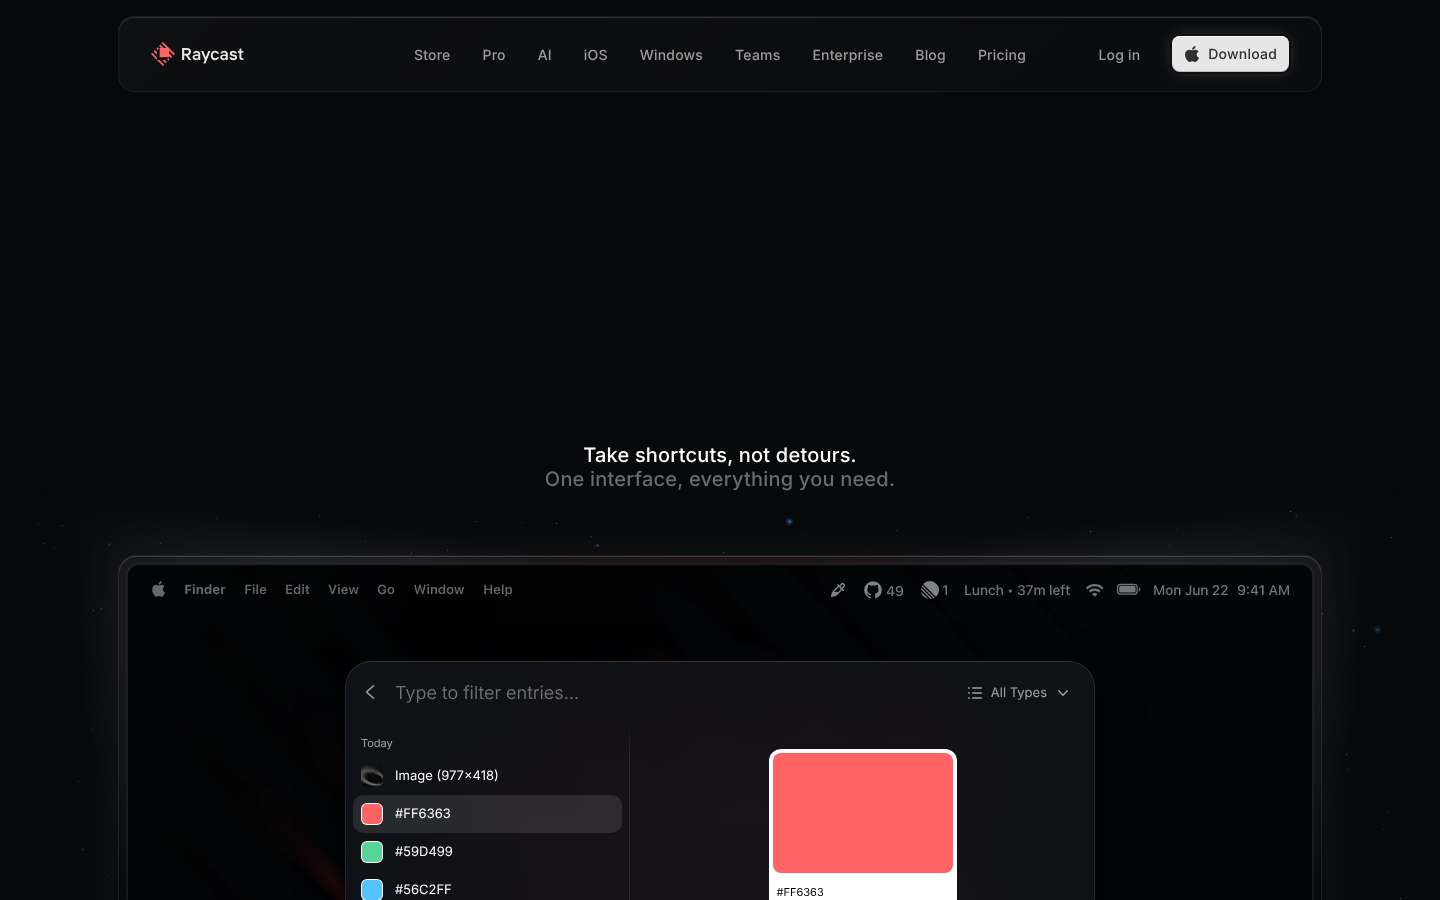 Raycast
Store Pro AI iOS Windows Teams Enterprise Blog Pricing
Log in
Download
Take shortcuts, not detours.
One interface, everything you need.
Finder File Edit View Go Window Help
49 1 Lunch • 37m left Mon Jun 22 9:41 AM
Type to filter entries...
All Types
Today
Image (977×418)
#FF6363
#59D499
#56C2FF
#FF6363